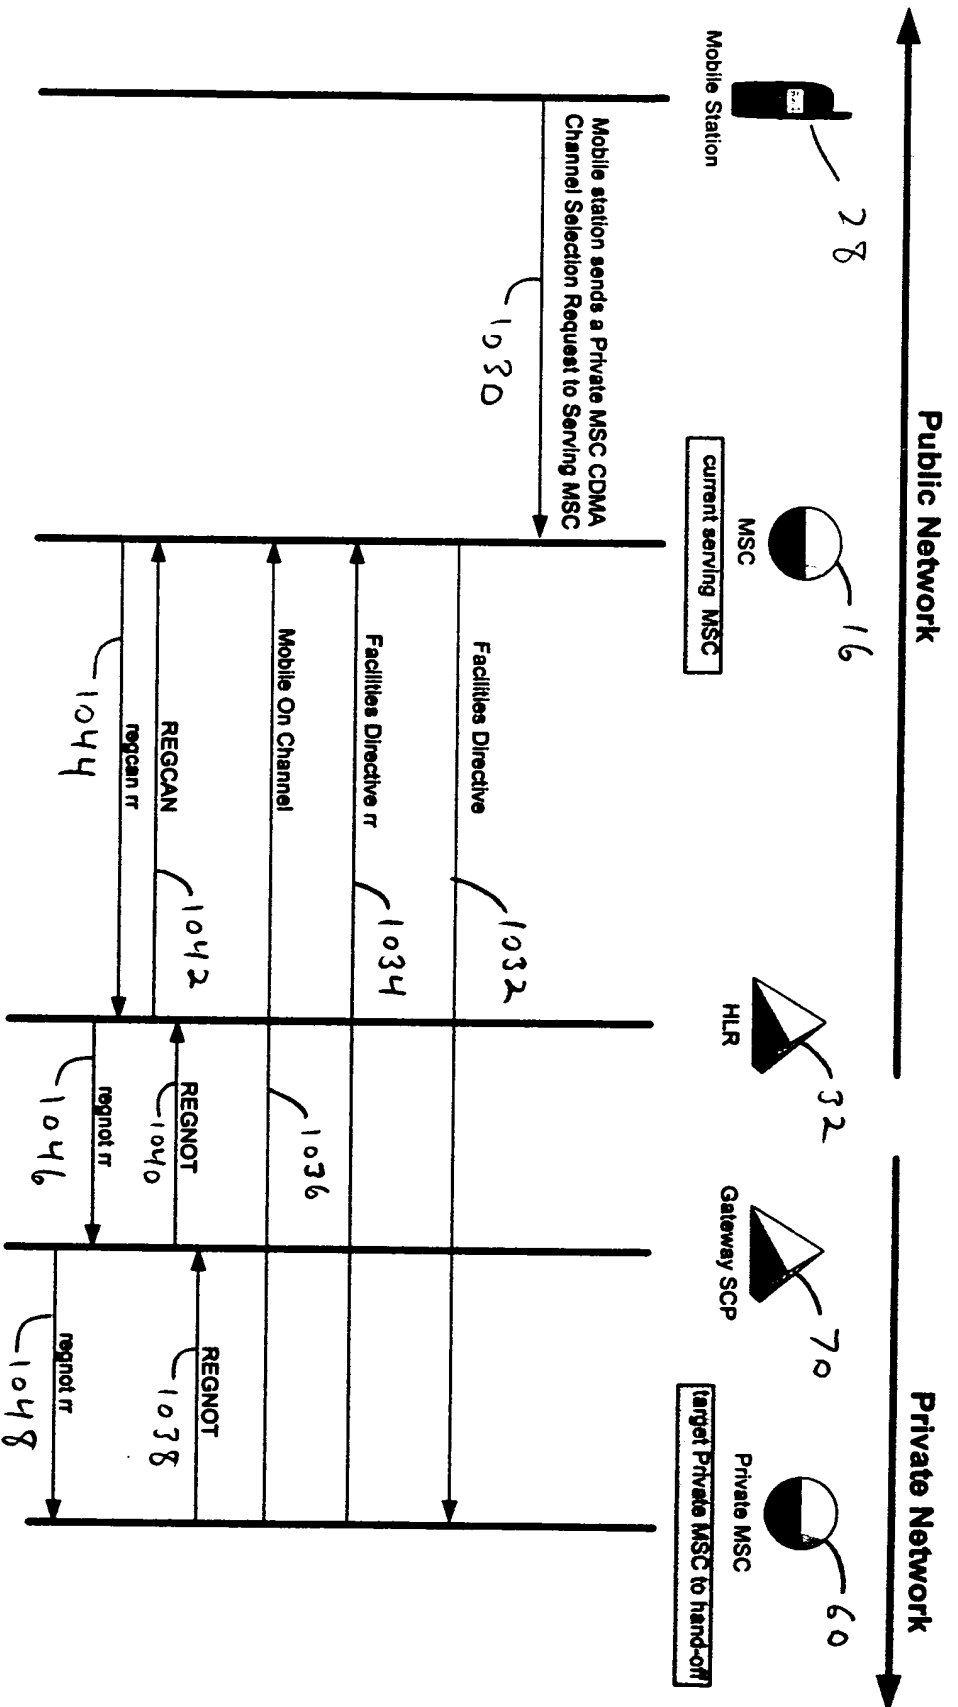 Public Network
Private Network
28
16
32
70
60
Mobile Station
MSC
HLR
Gateway SCP
Private MSC
current serving MSC
target Private MSC to hand-off
Mobile station sends a Private MSC CDMA
Channel Selection Request to Serving MSC
1030
Facilities Directive
1032
Facilities Directive rr
1034
Mobile On Channel
1036
REGNOT
1038
REGNOT
1040
REGCAN
1042
regcan rr
1044
regnot rr
1046
regnot rr
1048